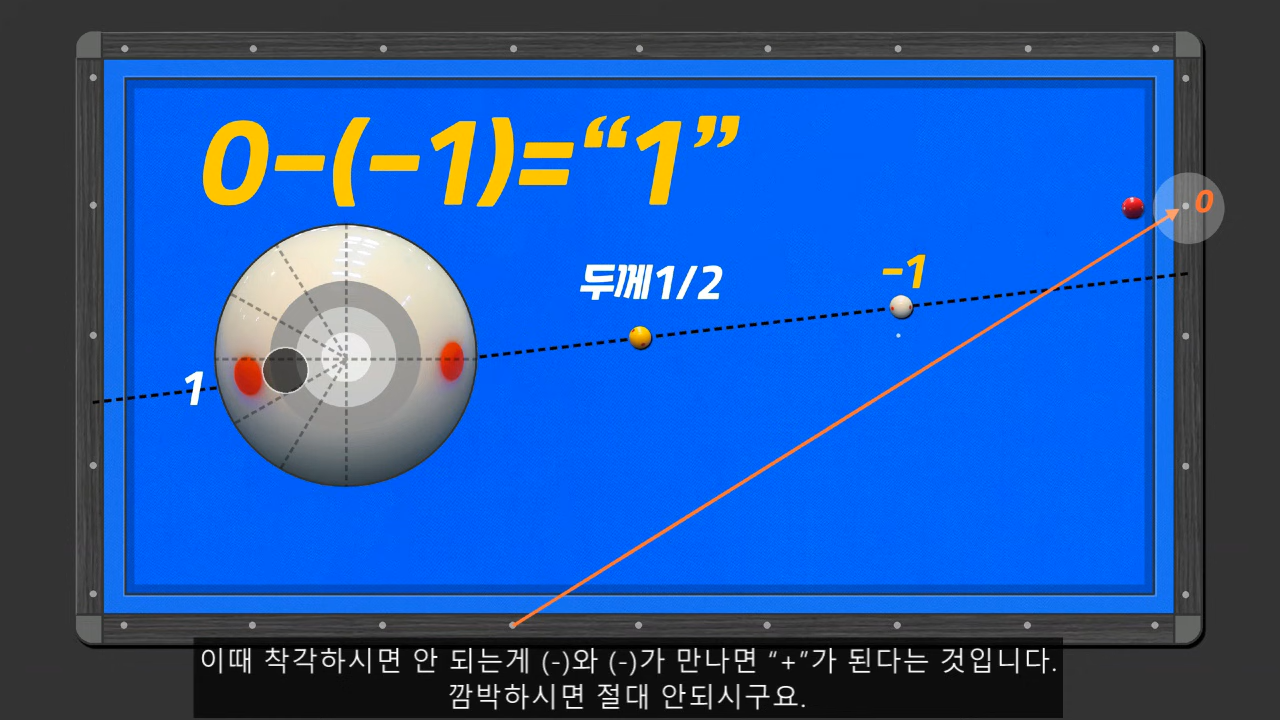 0-(-1)=“1”
0
-1
두께1/2
1
이때 착각하시면 안 되는게 (-)와 (-)가 만나면 “+”가 된다는 것입니다.
깜박하시면 절대 안되시구요.